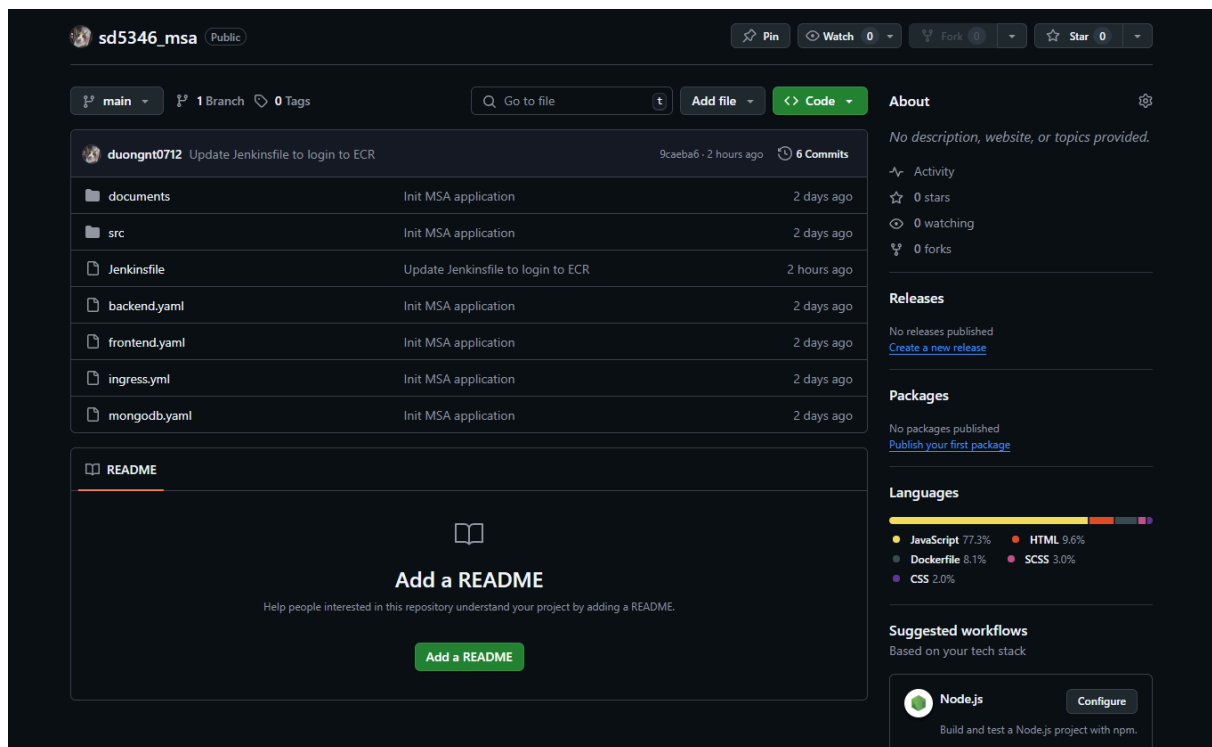 sd5346_msa Public Pin Watch 0 Fork 0 Star 0
main 1 Branch 0 Tags Go to file t Add file <> Code
duongnt0712 Update Jenkinsfile to login to ECR 9caeba6 · 2 hours ago 6 Commits
documents Init MSA application 2 days ago
src Init MSA application 2 days ago
Jenkinsfile Update Jenkinsfile to login to ECR 2 hours ago
backend.yaml Init MSA application 2 days ago
frontend.yaml Init MSA application 2 days ago
ingress.yml Init MSA application 2 days ago
mongodb.yaml Init MSA application 2 days ago
README
Add a README
Help people interested in this repository understand your project by adding a README.
Add a README
About
No description, website, or topics provided.
Activity
0 stars
0 watching
0 forks
Releases
No releases published
Create a new release
Packages
No packages published
Publish your first package
Languages
JavaScript 77.3% HTML 9.6%
Dockerfile 8.1% SCSS 3.0%
CSS 2.0%
Suggested workflows
Based on your tech stack
Node.js Configure
Build and test a Node.js project with npm.